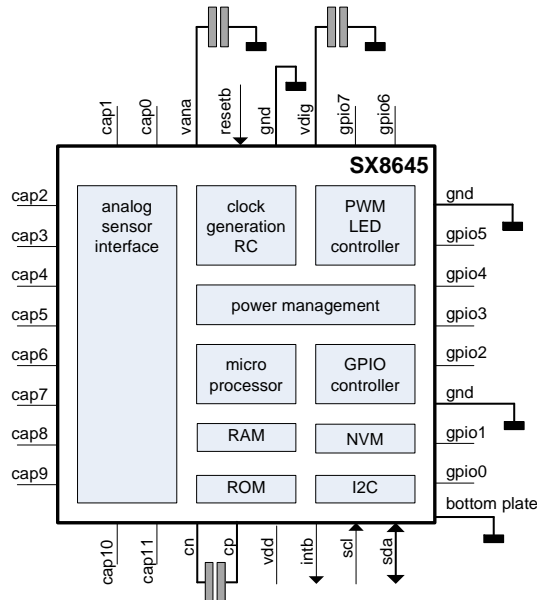 cap1
cap0
vana
resetb
gnd
vdig
gpio7
gpio6
SX8645
cap2
cap3
cap4
cap5
cap6
cap7
cap8
cap9
analog
sensor
interface
clock
generation
RC
PWM
LED
controller
power management
micro
processor
GPIO
controller
RAM
NVM
ROM
I2C
gnd
gpio5
gpio4
gpio3
gpio2
gnd
gpio1
gpio0
bottom plate
cap10
cap11
cn
cp
vdd
intb
scl
sda